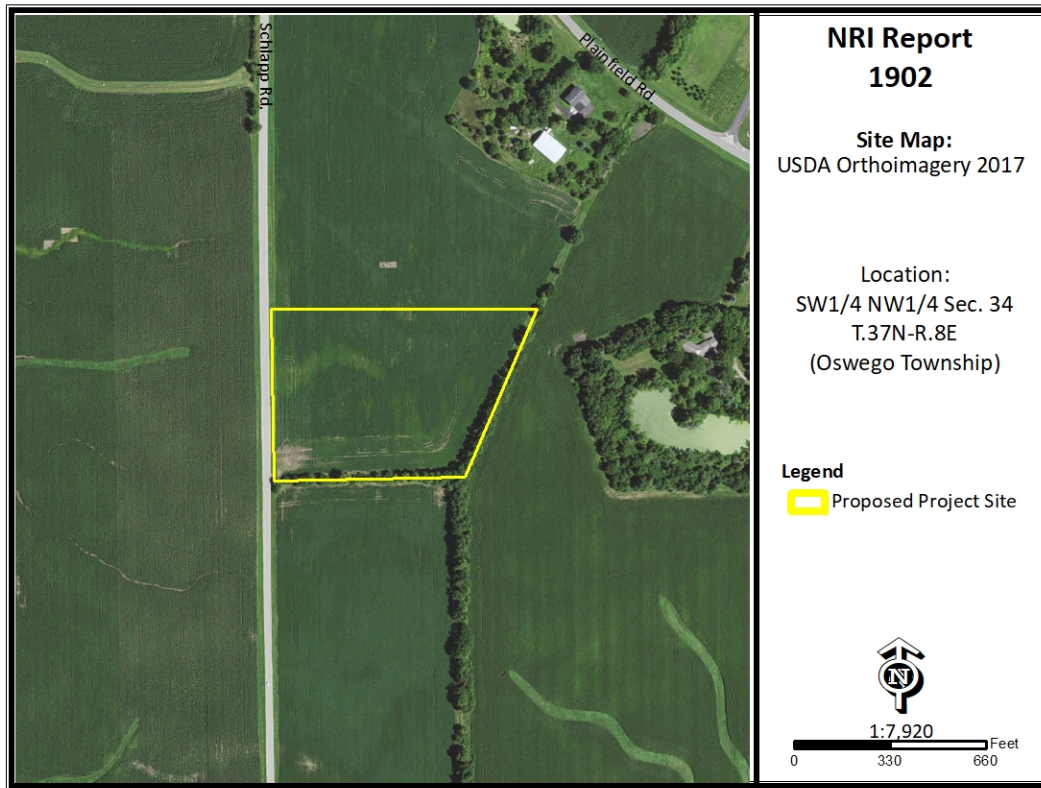 Schlapp Rd.
Plainfield Rd.
NRI Report
1902
Site Map:
USDA Orthoimagery 2017
Location:
SW1/4 NW1/4 Sec. 34
T.37N-R.8E
(Oswego Township)
Legend
Proposed Project Site
N
1:7,920
Feet
0 330 660